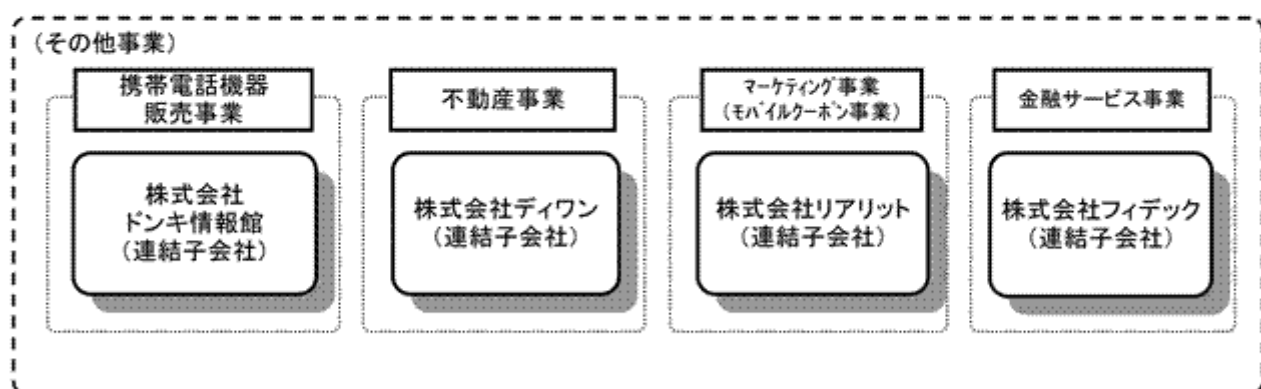 (その他事業)
携帯電話機器
販売事業
株式会社
ドンキ情報館
(連結子会社)
不動産事業
株式会社ディワン
(連結子会社)
マーケティング事業
(モバイルクーポン事業)
株式会社リアリット
(連結子会社)
金融サービス事業
株式会社フィデック
(連結子会社)